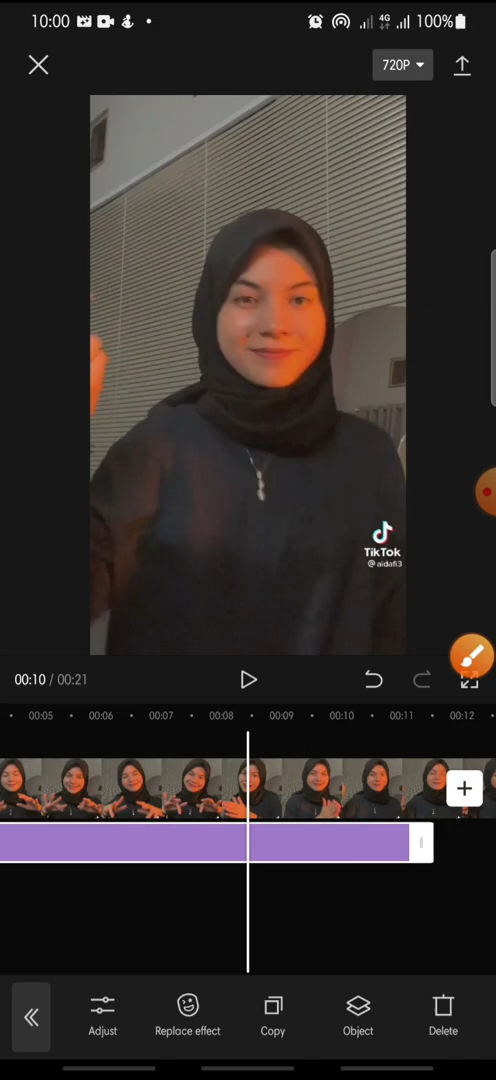 10:00 4G 100%
720P
TikTok
@aidafi3
00:10 / 00:21
00:05 00:06 00:07 00:08 00:09 00:10 00:11 00:12
Adjust Replace effect Copy Object Delete